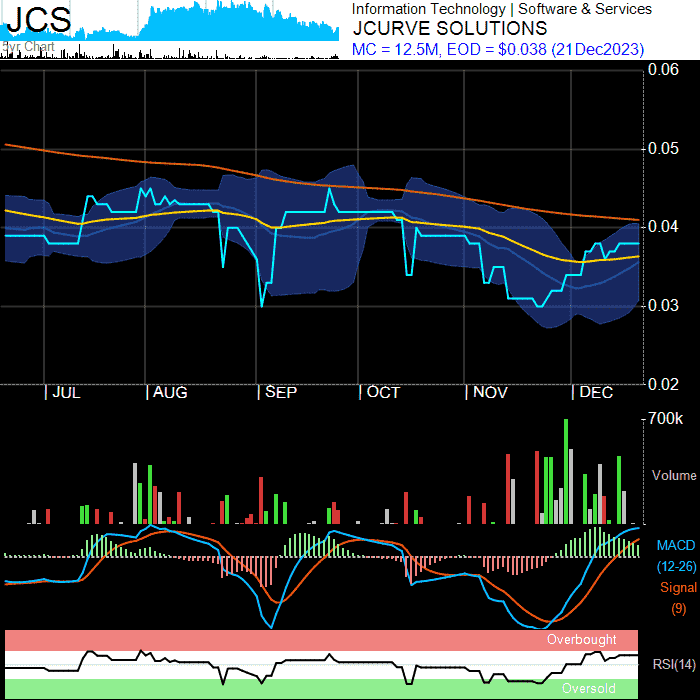 JCS
5yr Chart
Information Technology | Software & Services
JCURVE SOLUTIONS
MC = 12.5M, EOD = $0.038 (21Dec2023)
0.06
0.05
0.04
0.03
0.02
| JUL | AUG | SEP | OCT | NOV | DEC
700k
Volume
MACD
(12-26)
Signal
(9)
Overbought
RSI(14)
Oversold